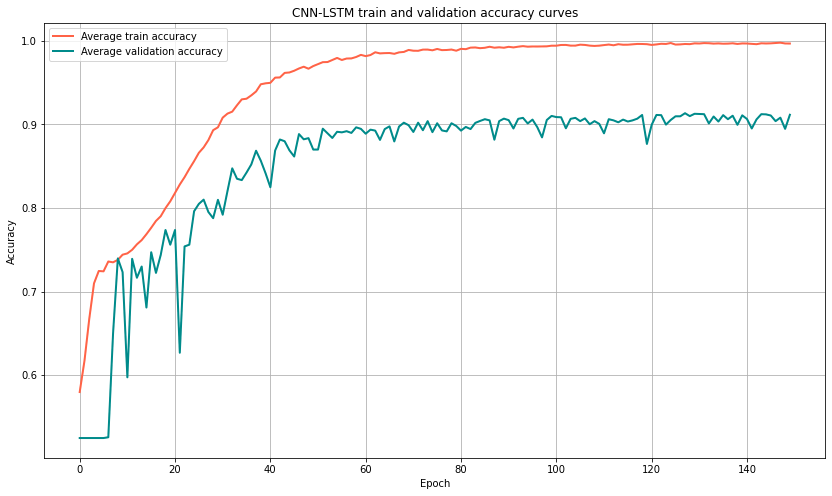 CNN-LSTM train and validation accuracy curves
Average train accuracy
Average validation accuracy
1.0
0.9
0.8
0.7
0.6
Accuracy
0
20
40
60
80
100
120
140
Epoch